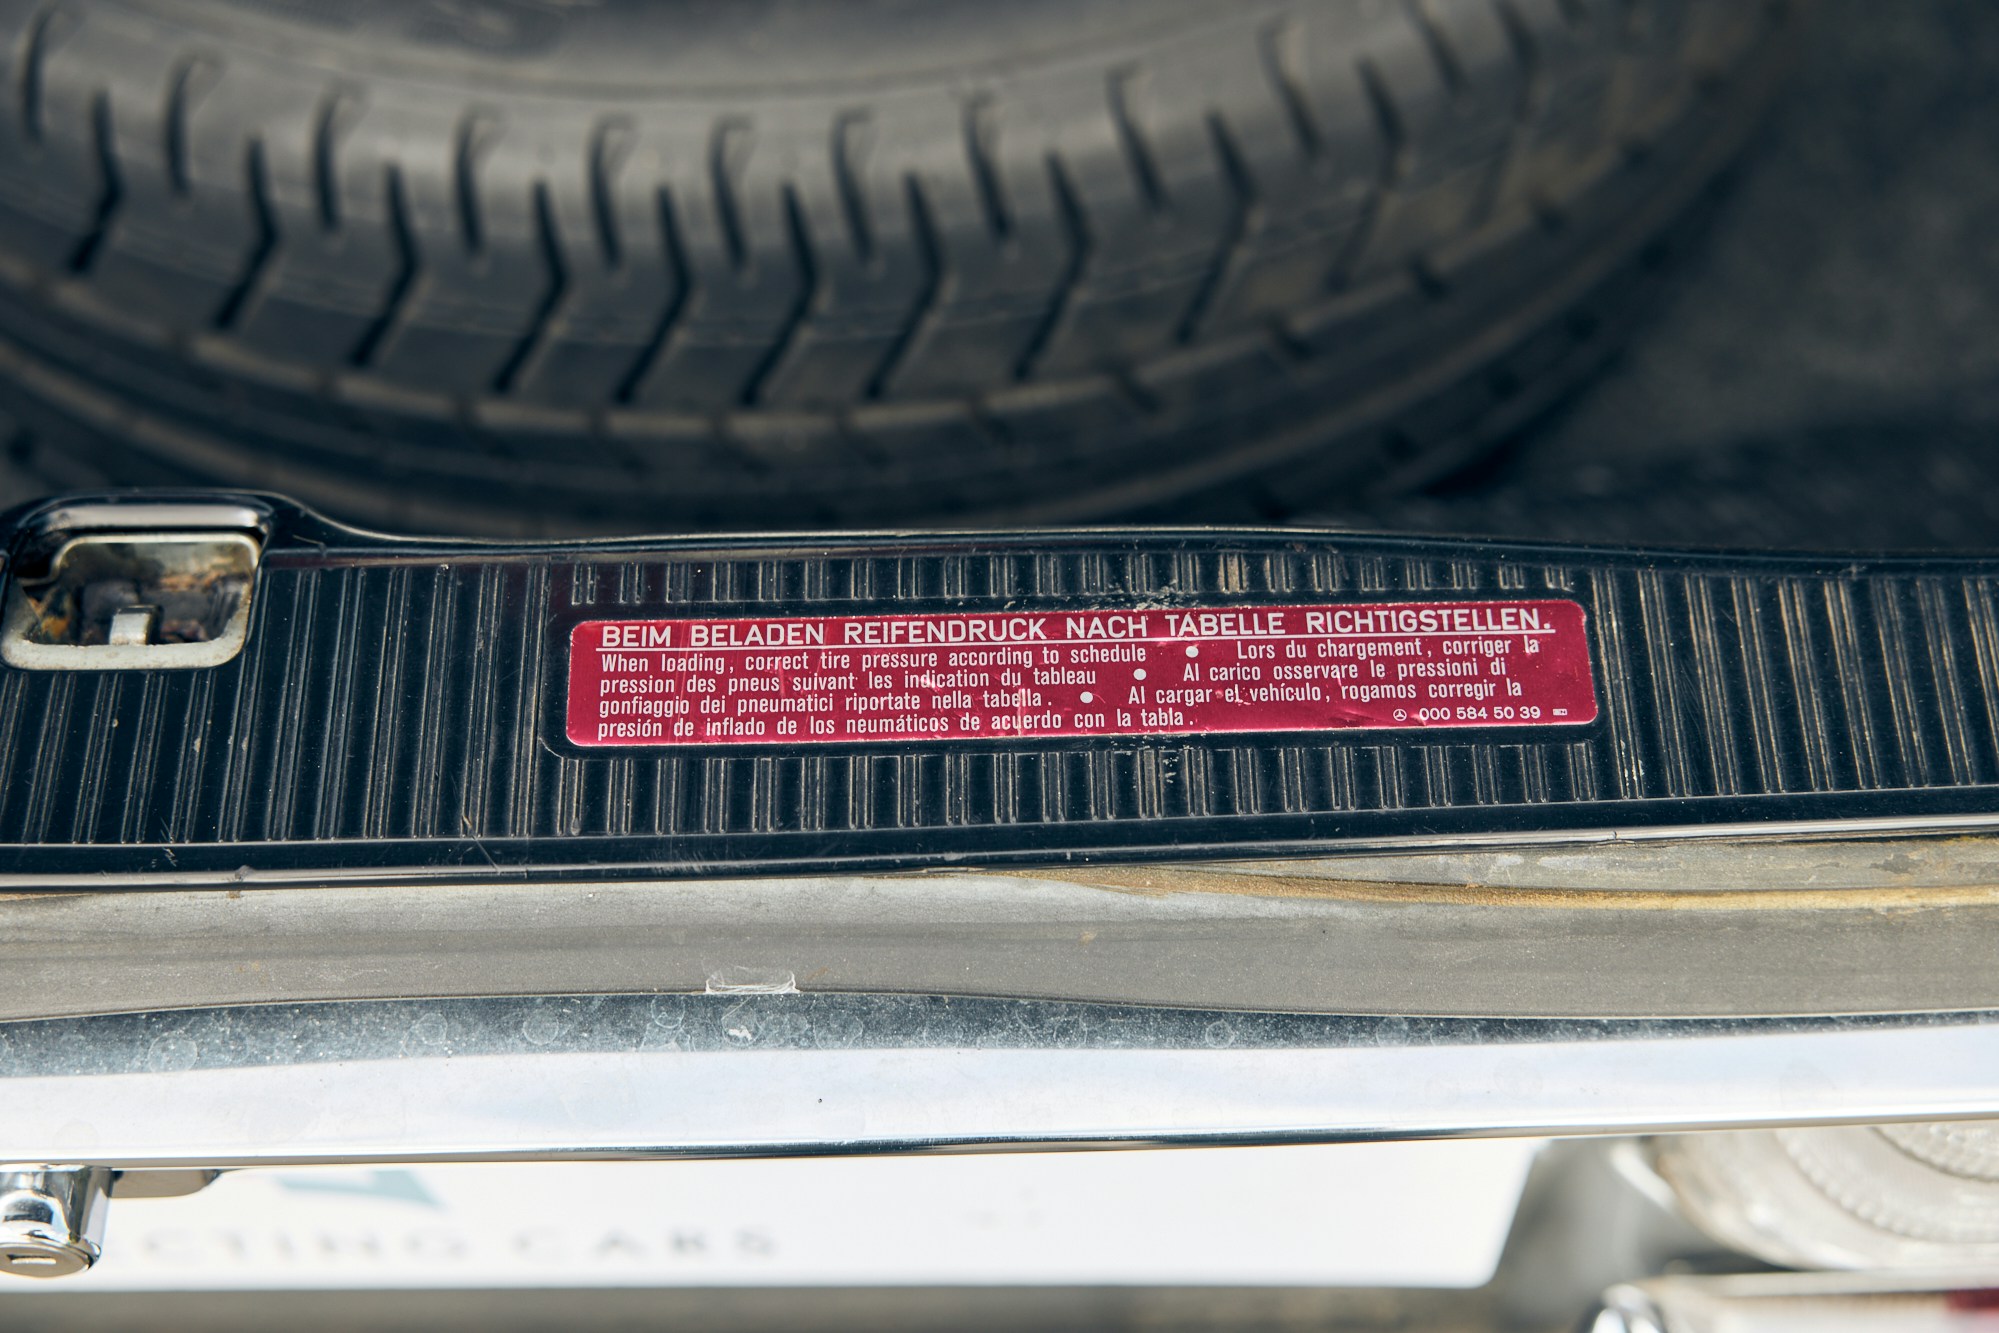 BEIM BELADEN REIFENDRUCK NACH TABELLE RICHTIGSTELLEN.
When loading, correct tire pressure according to schedule ● Lors du chargement, corriger la
pression des pneus suivant les indication du tableau ● Al carico osservare le pressioni di
gonfiaggio dei pneumatici riportate nella tabella. ● Al cargar el vehículo, rogamos corregir la
presión de inflado de los neumáticos de acuerdo con la tabla.
000 584 50 39
CARS